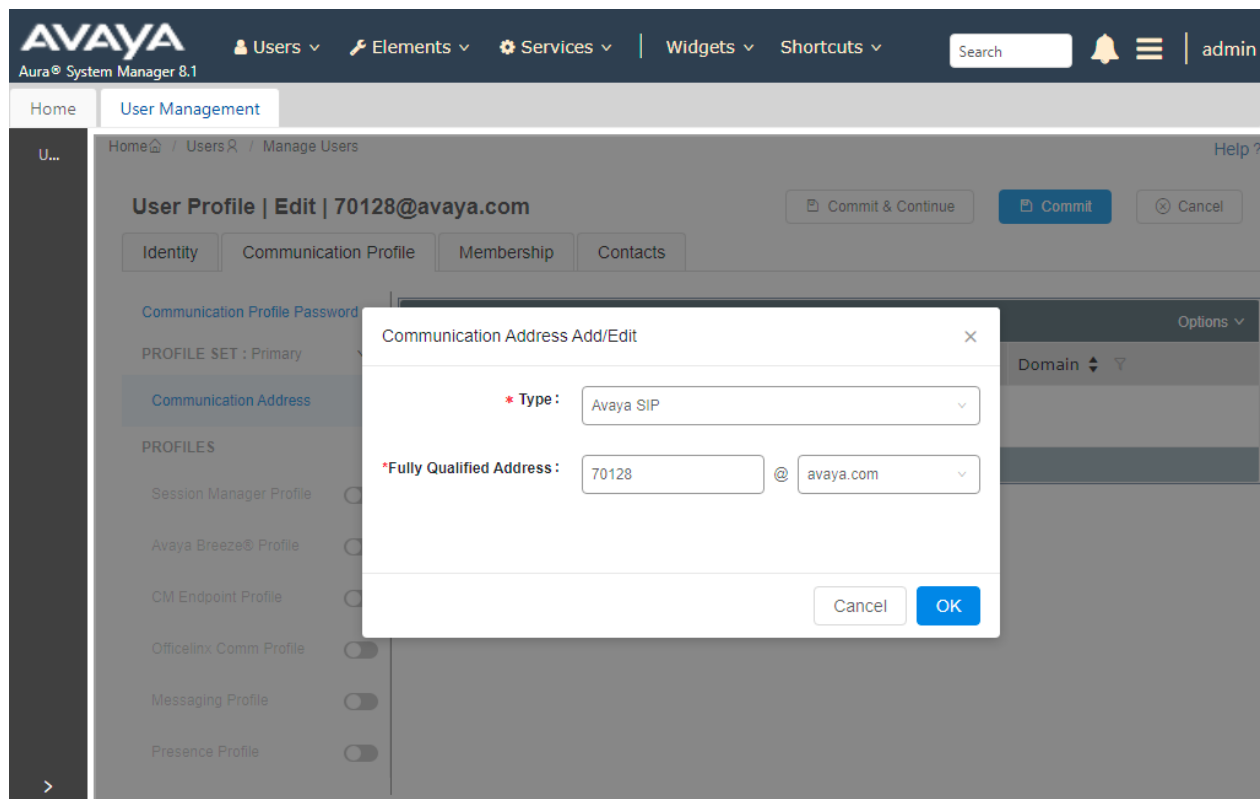 AVAYA
Aura® System Manager 8.1
Users Elements Services Widgets Shortcuts Search admin
Home User Management
U...
Home / Users / Manage Users
Help ?
User Profile | Edit | 70128@avaya.com
Commit & Continue Commit Cancel
Identity Communication Profile Membership Contacts
Communication Profile Password
Options
PROFILE SET : Primary
Domain
Communication Address
PROFILES
Session Manager Profile
Avaya Breeze® Profile
CM Endpoint Profile
Officelinx Comm Profile
Messaging Profile
Presence Profile
Communication Address Add/Edit
* Type :
Avaya SIP
*Fully Qualified Address :
70128 @ avaya.com
Cancel OK